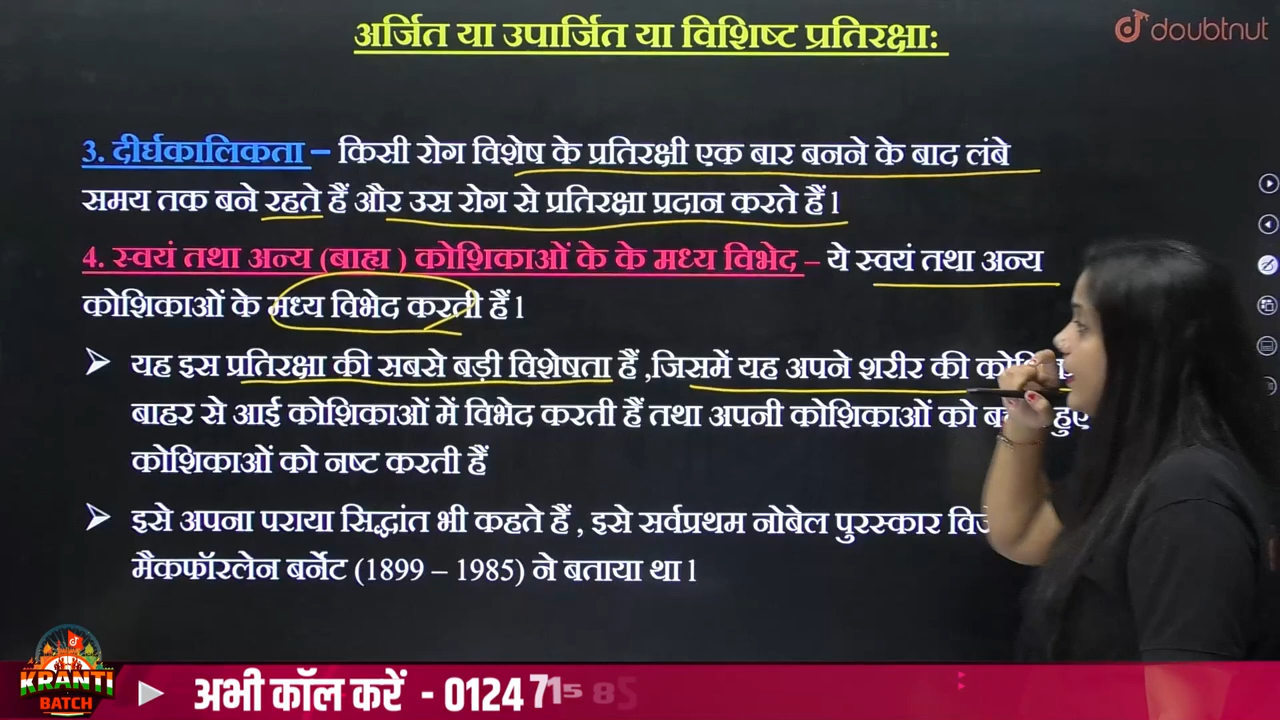 अर्जित या उपार्जित या विशिष्ट प्रतिरक्षा:
doubtnut
3. दीर्घकालिकता – किसी रोग विशेष के प्रतिरक्षी एक बार बनने के बाद लंबे
समय तक बने रहते हैं और उस रोग से प्रतिरक्षा प्रदान करते हैं l
4. स्वयं तथा अन्य (बाह्य ) कोशिकाओं के के मध्य विभेद – ये स्वयं तथा अन्य
कोशिकाओं के मध्य विभेद करती हैं l
यह इस प्रतिरक्षा की सबसे बड़ी विशेषता हैं ,जिसमें यह अपने शरीर की
बाहर से आई कोशिकाओं में विभेद करती हैं तथा अपनी कोशिकाओं को हुए
कोशिकाओं को नष्ट करती हैं
इसे अपना पराया सिद्धांत भी कहते हैं , इसे सर्वप्रथम नोबेल पुरस्कार
मैकफॉरलेन बर्नेट (1899 – 1985) ने बताया था l
KRANTI
BATCH
अभी कॉल करें - 0124 715 85